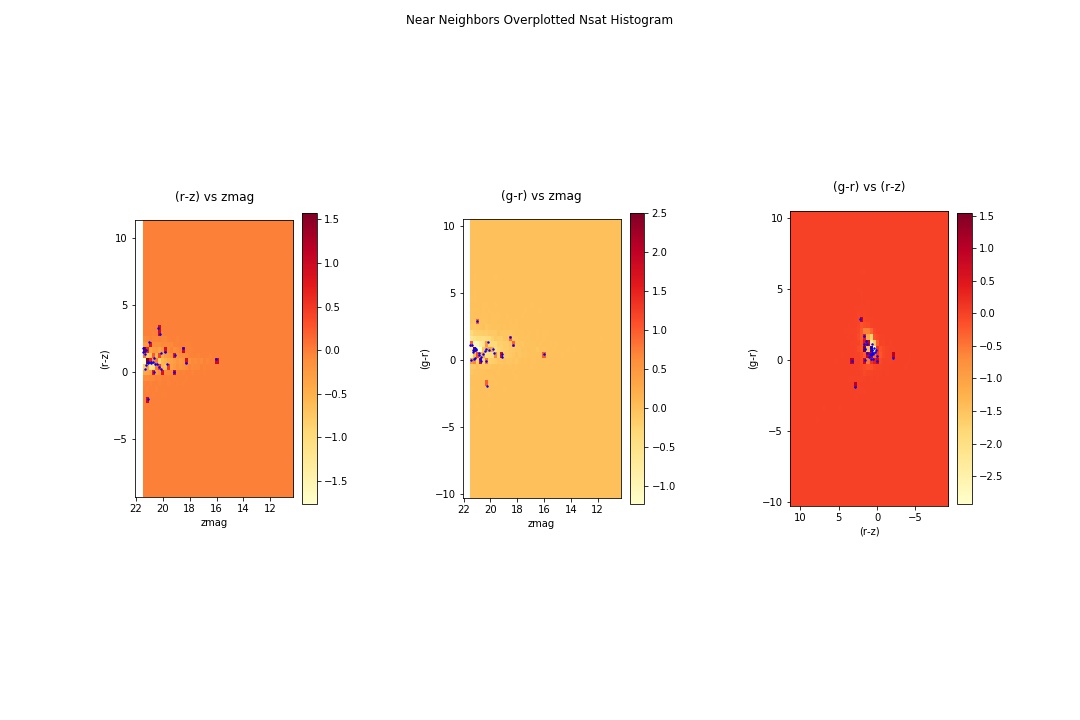 Near Neighbors Overplotted Nsat Histogram
(r-z) vs zmag
10
5
0
−5
22 20 18 16 14 12
zmag
(r-z)
1.5
1.0
0.5
0.0
−0.5
−1.0
−1.5
(g-r) vs zmag
10
5
0
−5
−10
22 20 18 16 14 12
zmag
(g-r)
2.5
2.0
1.5
1.0
0.5
0.0
−0.5
−1.0
(g-r) vs (r-z)
10
5
0
−5
−10
10 5 0 −5
(r-z)
(g-r)
1.5
1.0
0.5
0.0
−0.5
−1.0
−1.5
−2.0
−2.5